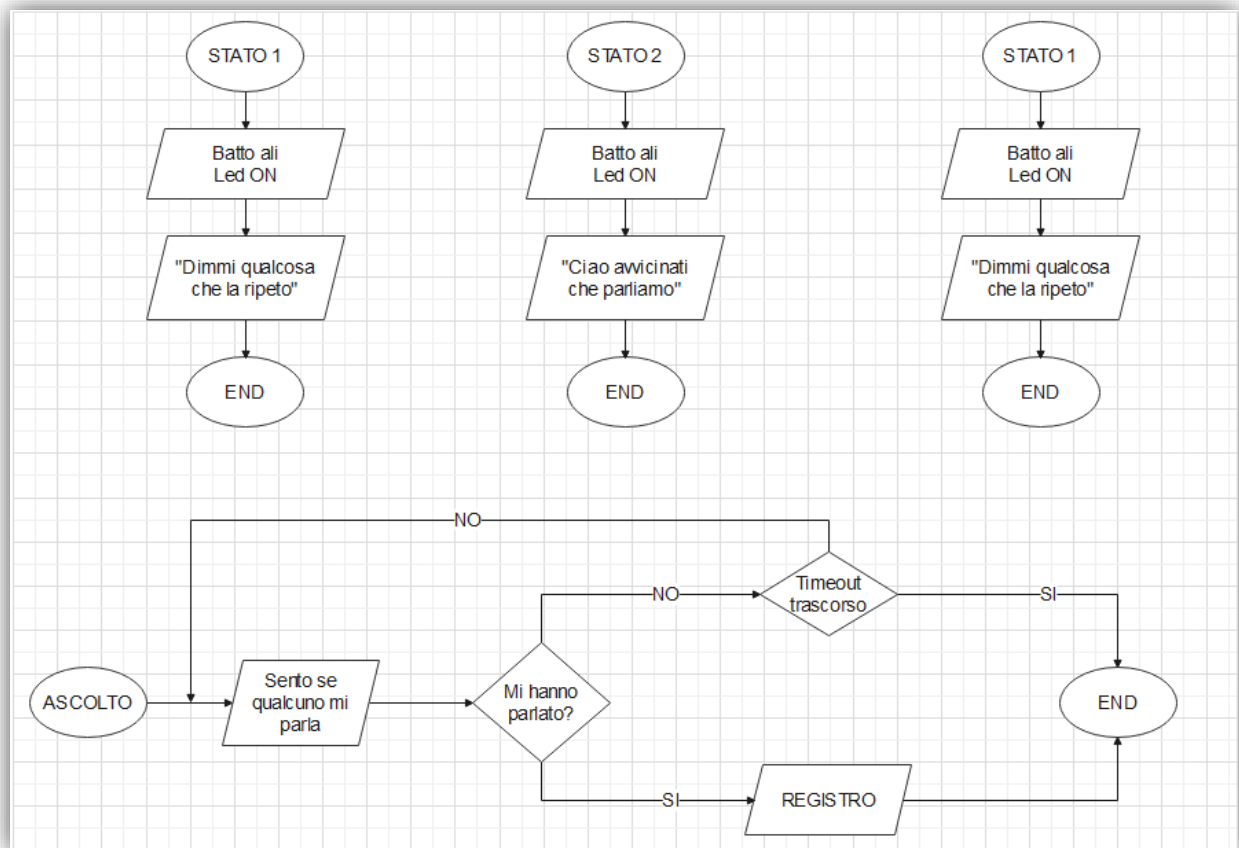 STATO 1
STATO 2
STATO 1
Batto ali
Led ON
Batto ali
Led ON
Batto ali
Led ON
"Dimmi qualcosa
che la ripeto"
"Ciao avvicinati
che parliamo"
"Dimmi qualcosa
che la ripeto"
END
END
END
NO
Timeout
trascorso
NO
SI
ASCOLTO
Sento se
qualcuno mi
parla
Mi hanno
parlato?
END
SI
REGISTRO